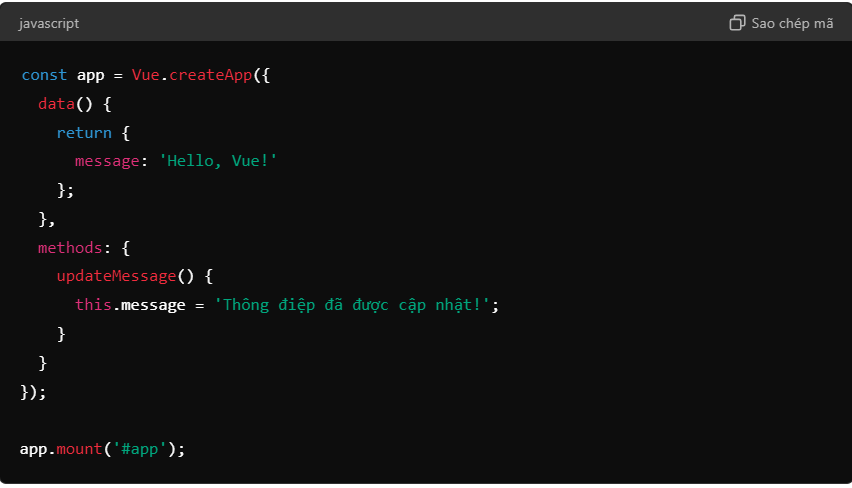 javascript
Sao chép mã
const app = Vue.createApp({
  data() {
    return {
      message: 'Hello, Vue!'
    };
  },
  methods: {
    updateMessage() {
      this.message = 'Thông điệp đã được cập nhật!';
    }
  }
});

app.mount('#app');